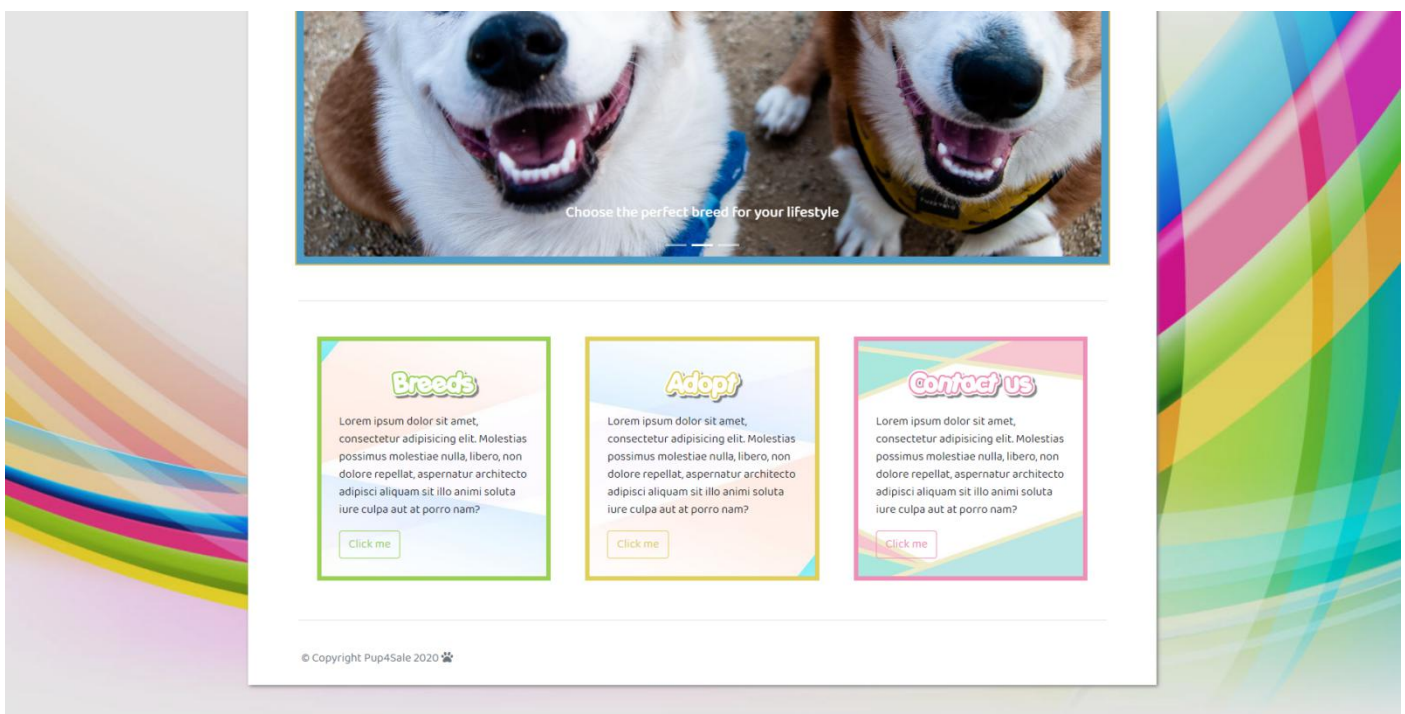 Choose the perfect breed for your lifestyle
Breeds
Lorem ipsum dolor sit amet,
consectetur adipisicing elit. Molestias
possimus molestiae nulla, libero, non
dolore repellat, aspernatur architecto
adipisci aliquam sit illo animi soluta
iure culpa aut at porro nam?
Click me
Adopt
Lorem ipsum dolor sit amet,
consectetur adipisicing elit. Molestias
possimus molestiae nulla, libero, non
dolore repellat, aspernatur architecto
adipisci aliquam sit illo animi soluta
iure culpa aut at porro nam?
Click me
Contact us
Lorem ipsum dolor sit amet,
consectetur adipisicing elit. Molestias
possimus molestiae nulla, libero, non
dolore repellat, aspernatur architecto
adipisci aliquam sit illo animi soluta
iure culpa aut at porro nam?
Click me
© Copyright Pup4Sale 2020